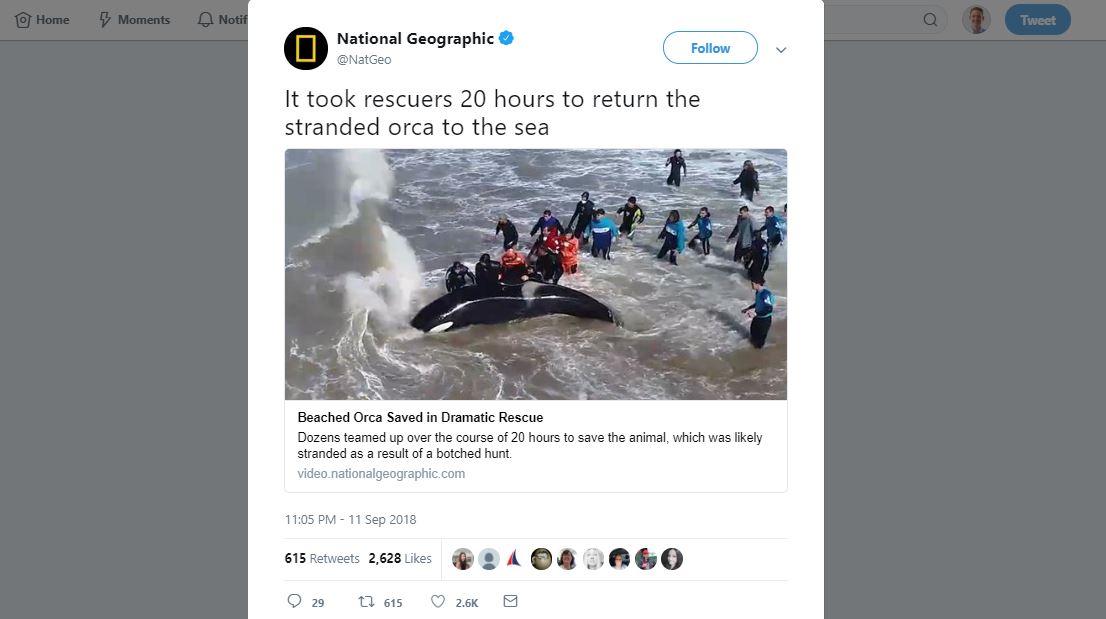 Home
Moments
Notif
Tweet
National Geographic
@NatGeo
Follow
It took rescuers 20 hours to return the
stranded orca to the sea
Beached Orca Saved in Dramatic Rescue
Dozens teamed up over the course of 20 hours to save the animal, which was likely
stranded as a result of a botched hunt.
video.nationalgeographic.com
11:05 PM - 11 Sep 2018
615 Retweets 2,628 Likes
29 615 2.6K